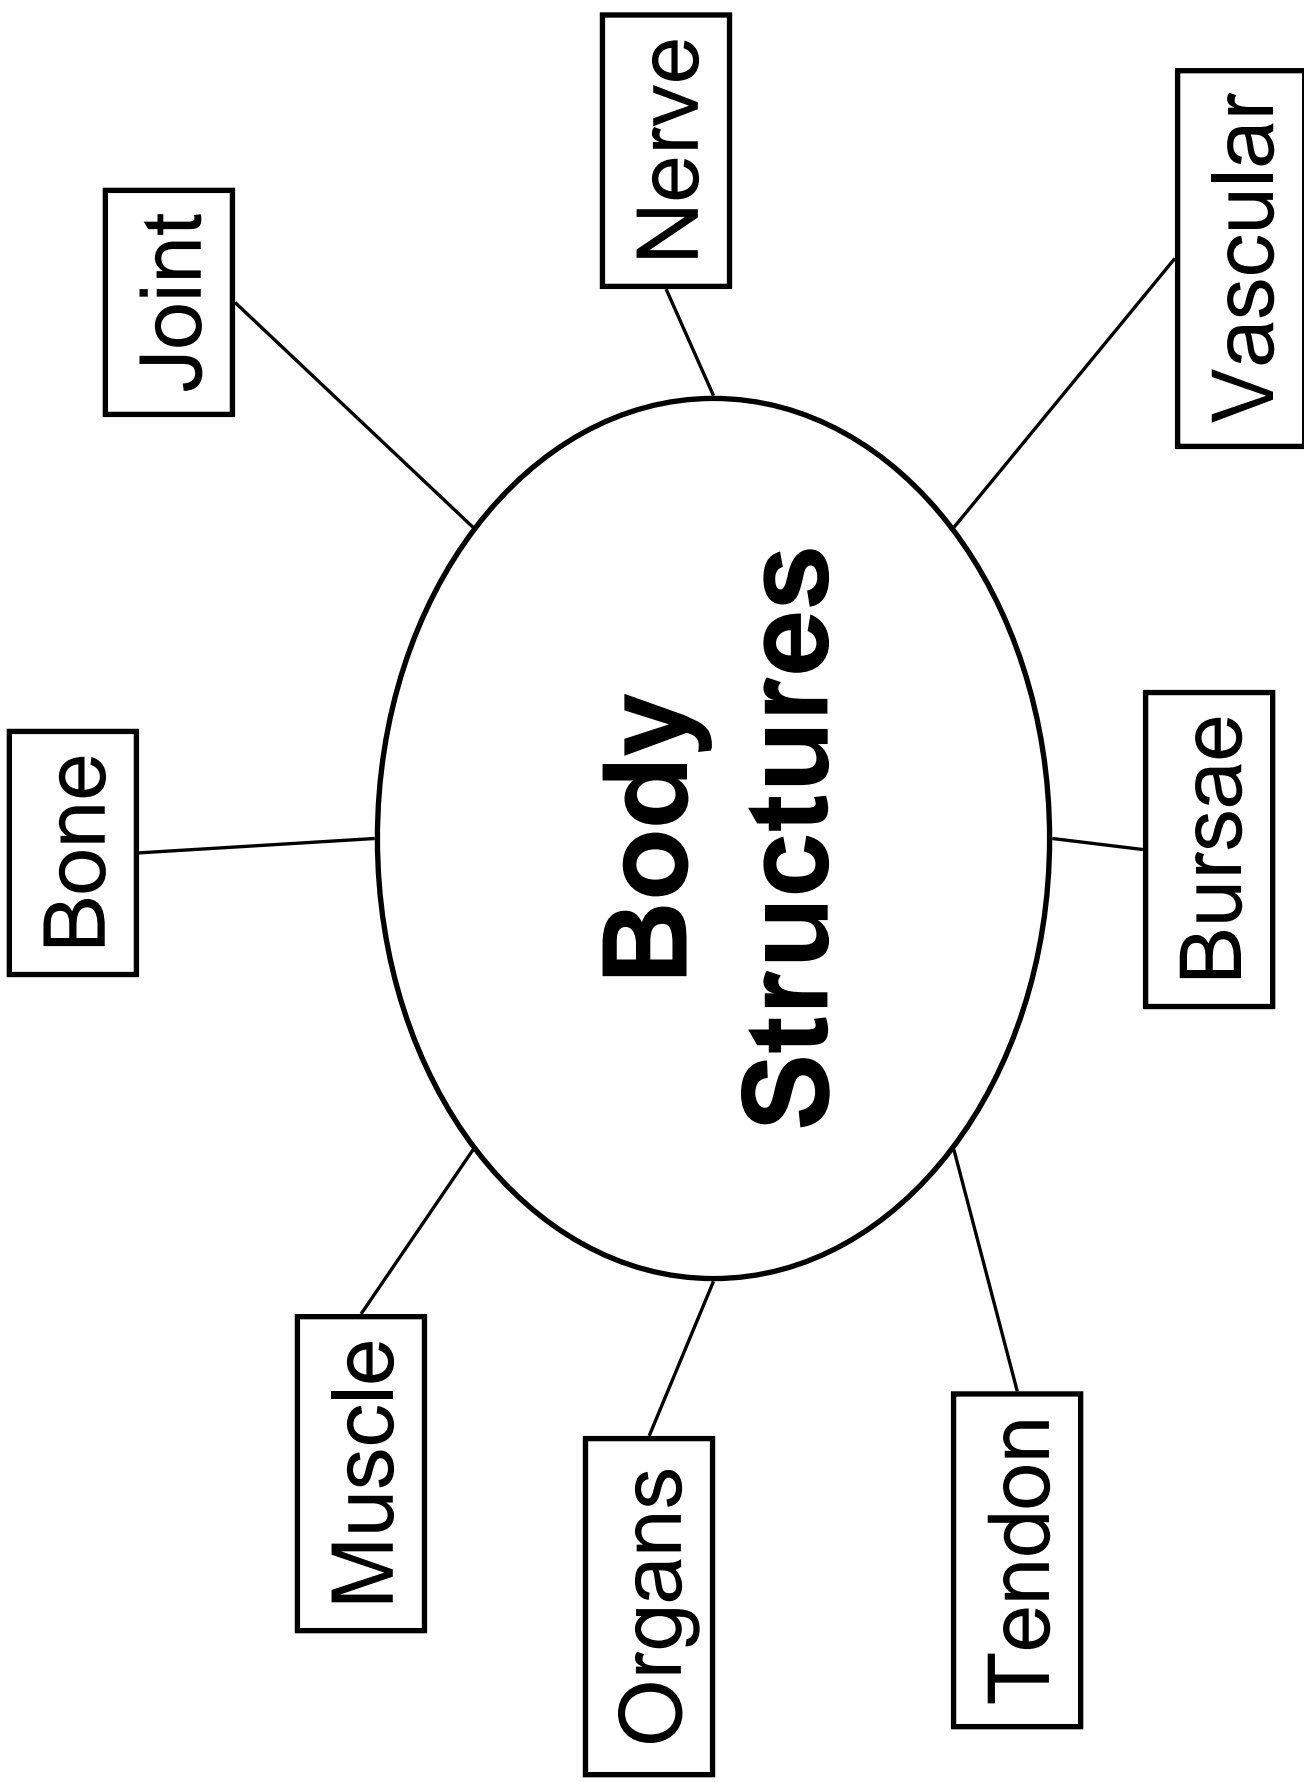 Bone
Muscle
Joint
Organs
Body
Structures
Nerve
Tendon
Bursae
Vascular